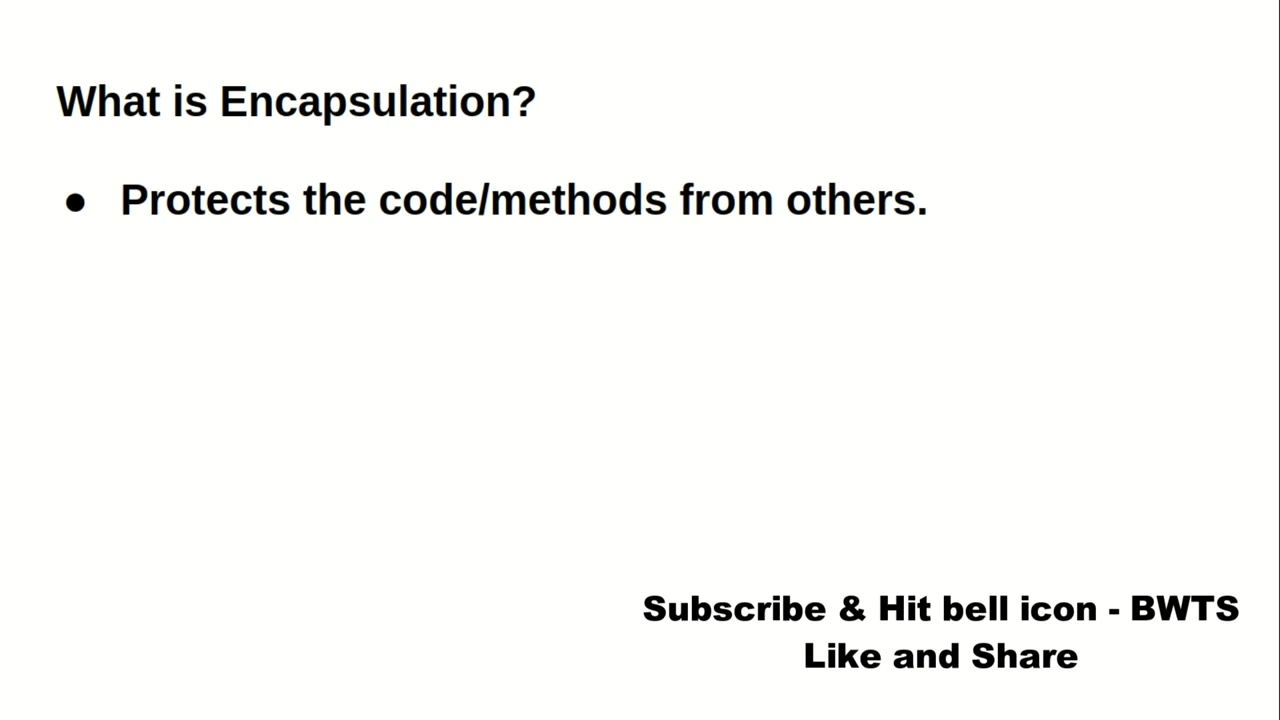 What is Encapsulation?
● Protects the code/methods from others.
Subscribe & Hit bell icon - BWTS
Like and Share